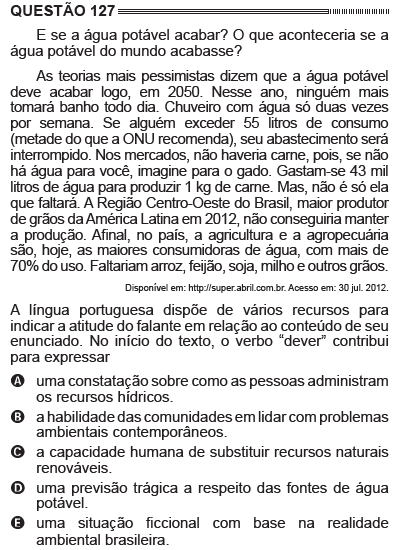 QUESTÃO 127
E se a água potável acabar? O que aconteceria se a
água potável do mundo acabasse?
As teorias mais pessimistas dizem que a água potável
deve acabar logo, em 2050. Nesse ano, ninguém mais
tomará banho todo dia. Chuveiro com água só duas vezes
por semana. Se alguém exceder 55 litros de consumo
(metade do que a ONU recomenda), seu abastecimento será
interrompido. Nos mercados, não haveria carne, pois, se não
há água para você, imagine para o gado. Gastam-se 43 mil
litros de água para produzir 1 kg de carne. Mas, não é só ela
que faltará. A Região Centro-Oeste do Brasil, maior produtor
de grãos da América Latina em 2012, não conseguiria manter
a produção. Afinal, no país, a agricultura e a agropecuária
são, hoje, as maiores consumidoras de água, com mais de
70% do uso. Faltariam arroz, feijão, soja, milho e outros grãos.
Disponível em: http://super.abril.com.br. Acesso em: 30 jul. 2012.
A língua portuguesa dispõe de vários recursos para
indicar a atitude do falante em relação ao conteúdo de seu
enunciado. No início do texto, o verbo “dever” contribui
para expressar
A uma constatação sobre como as pessoas administram
os recursos hídricos.
B a habilidade das comunidades em lidar com problemas
ambientais contemporâneos.
C a capacidade humana de substituir recursos naturais
renováveis.
D uma previsão trágica a respeito das fontes de água
potável.
E uma situação ficcional com base na realidade
ambiental brasileira.